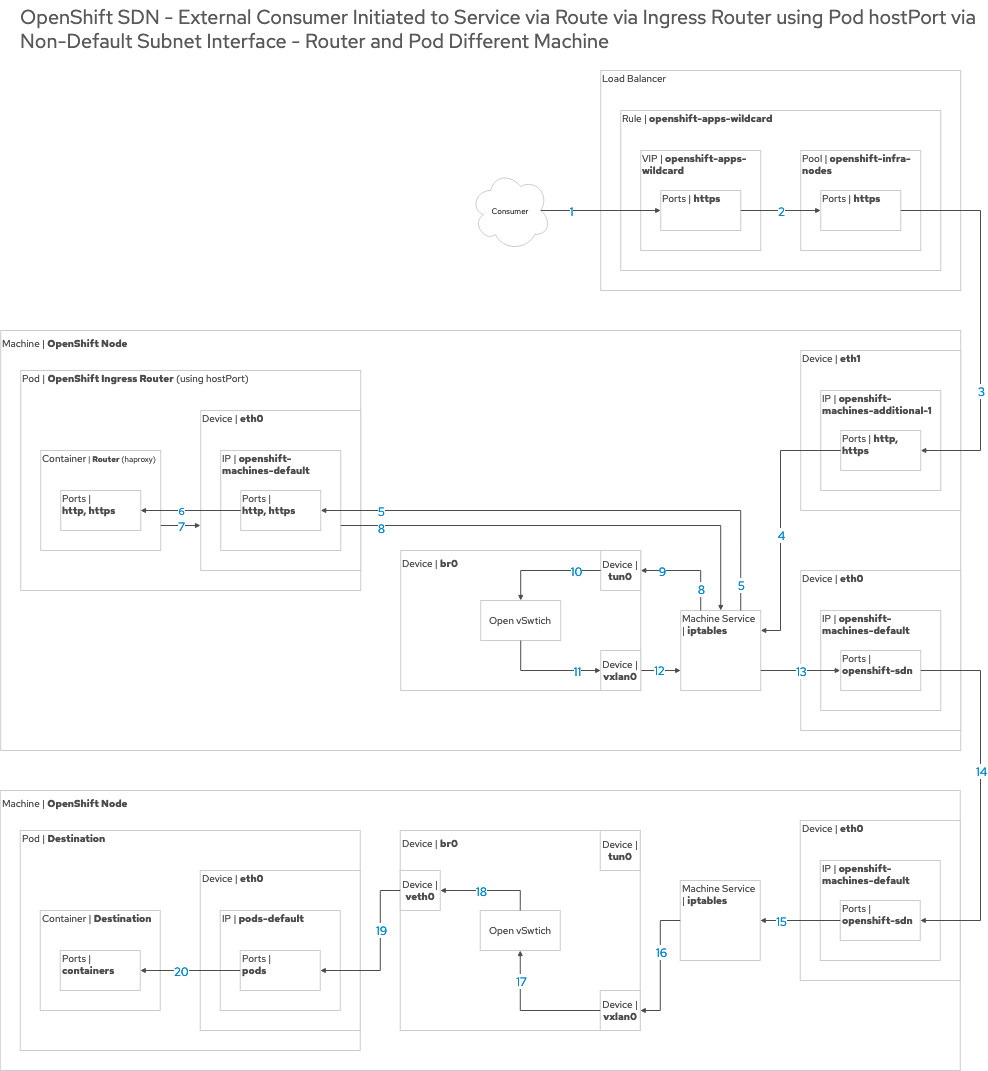 OpenShift SDN - External Consumer Initiated to Service via Route via Ingress Router using Pod hostPort via
Non-Default Subnet Interface - Router and Pod Different Machine
Load Balancer
Rule | openshift-apps-wildcard
VIP | openshift-apps-
wildcard
Ports | https
Pool | openshift-infra-
nodes
Ports | https
Consumer
1
2
3
Machine | OpenShift Node
Pod | OpenShift Ingress Router (using hostPort)
Device | eth0
Container | Router (haproxy)
Ports |
http, https
IP | openshift-
machines-default
Ports |
http, https
6
7
5
8
Device | eth1
IP | openshift-
machines-additional-1
Ports | http,
https
4
Device | br0
Device |
tun0
10
9
8
5
Open vSwtich
Machine Service
| iptables
11
Device |
vxlan0
12
13
Device | eth0
IP | openshift-
machines-default
Ports |
openshift-sdn
14
Machine | OpenShift Node
Pod | Destination
Device | eth0
Container | Destination
Ports |
containers
IP | pods-default
Ports |
pods
20
19
Device | br0
Device |
tun0
Device |
veth0
18
Open vSwtich
17
Device |
vxlan0
16
Machine Service
| iptables
15
Device | eth0
IP | openshift-
machines-default
Ports |
openshift-sdn